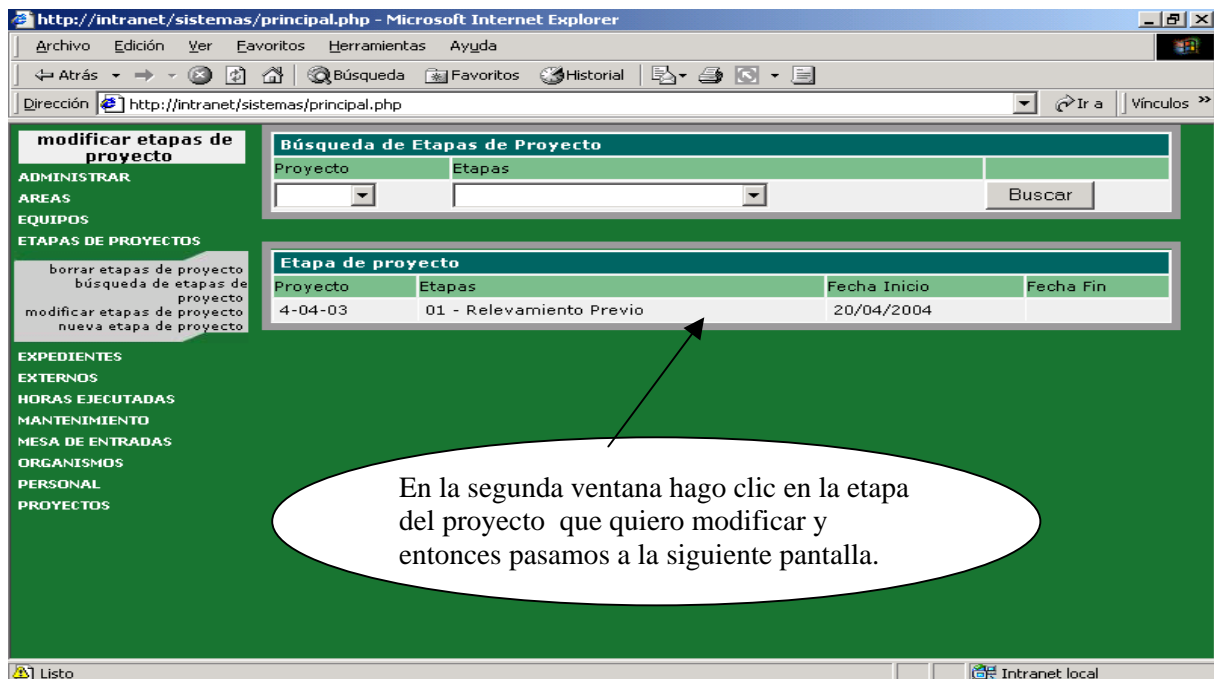 http://intranet/sistemas/principal.php - Microsoft Internet Explorer
Archivo Edición Ver Favoritos Herramientas Ayuda
Atrás Búsqueda Favoritos Historial
Dirección http://intranet/sistemas/principal.php Ir a Vínculos »
modificar etapas de
proyecto
ADMINISTRAR
AREAS
EQUIPOS
ETAPAS DE PROYECTOS
borrar etapas de proyecto
búsqueda de etapas de
proyecto
modificar etapas de proyecto
nueva etapa de proyecto
EXPEDIENTES
EXTERNOS
HORAS EJECUTADAS
MANTENIMIENTO
MESA DE ENTRADAS
ORGANISMOS
PERSONAL
PROYECTOS
Búsqueda de Etapas de Proyecto
Proyecto Etapas
Buscar
Etapa de proyecto
Proyecto Etapas Fecha Inicio Fecha Fin
4-04-03 01 - Relevamiento Previo 20/04/2004
En la segunda ventana hago clic en la etapa
del proyecto que quiero modificar y
entonces pasamos a la siguiente pantalla.
Listo Intranet local